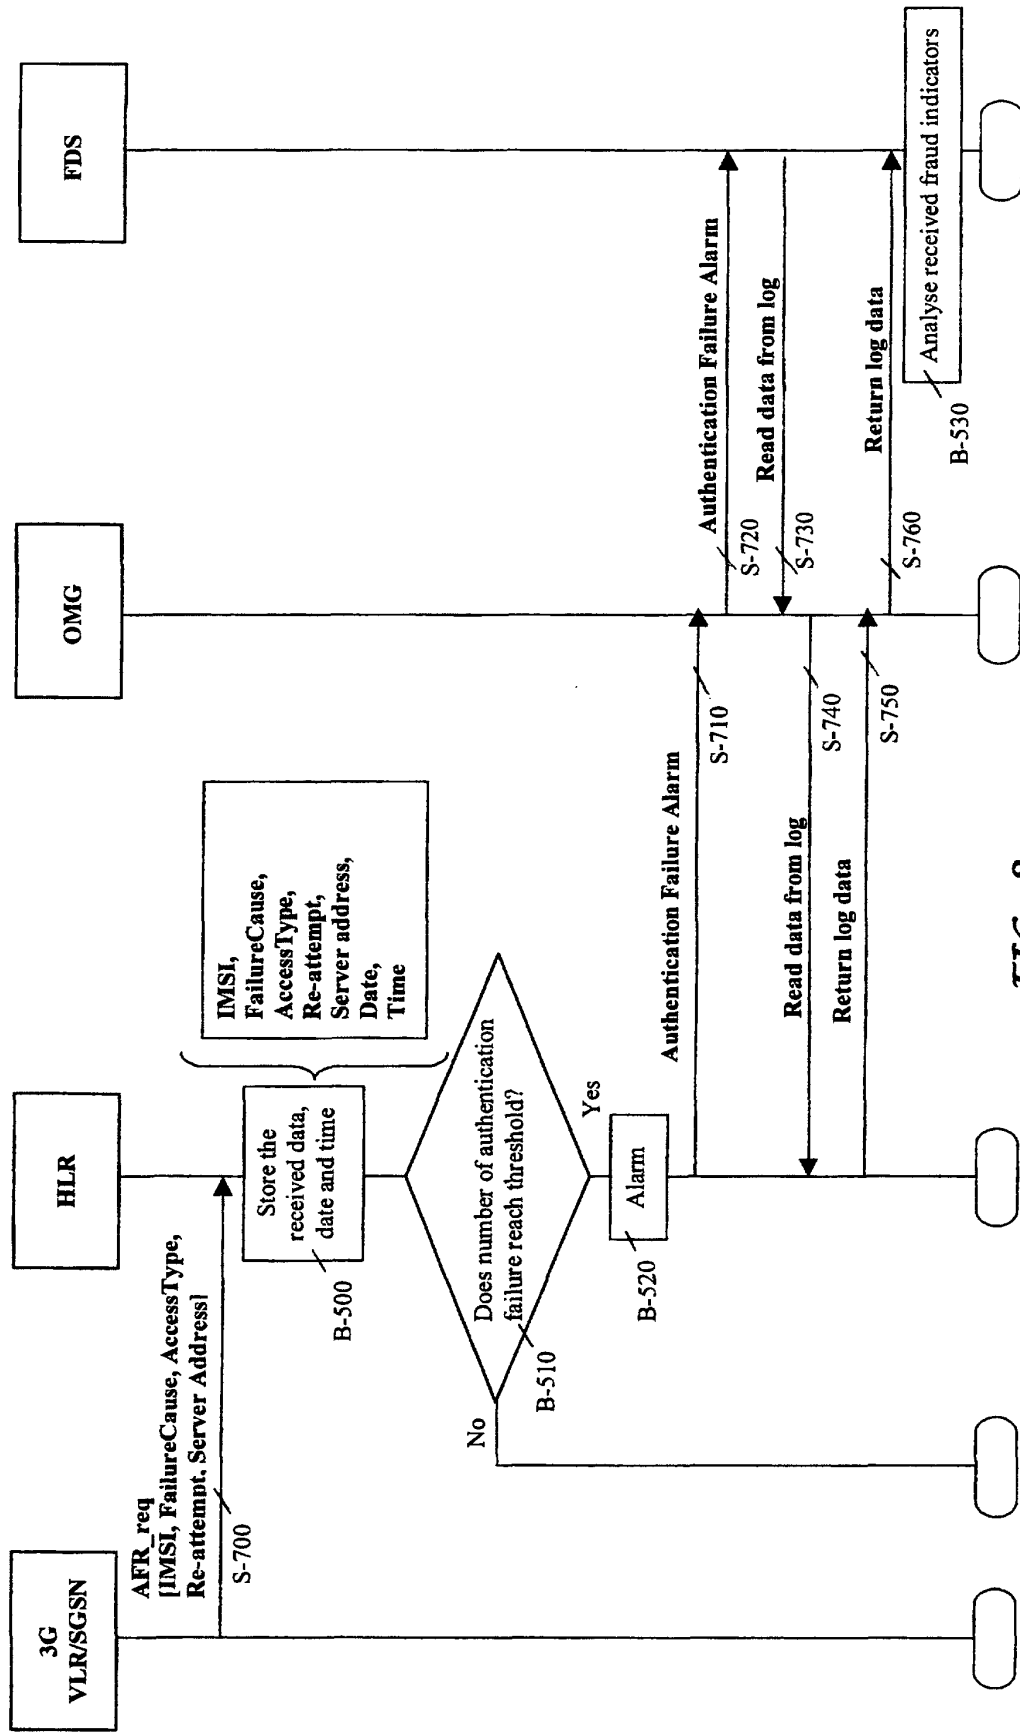 3G
VLR/SGSN
HLR
OMG
FDS
AFR_req
[IMSI, FailureCause, AccessType,
Re-attempt. Server Address]
S-700
Store the
received data,
date and time
B-500
IMSI,
FailureCause,
AccessType,
Re-attempt,
Server address,
Date,
Time
Does number of authentication
failure reach threshold?
B-510
No
Yes
Alarm
B-520
Authentication Failure Alarm
S-710
Authentication Failure Alarm
S-720
Read data from log
S-730
Read data from log
S-740
Return log data
S-750
Return log data
S-760
Analyse received fraud indicators
B-530